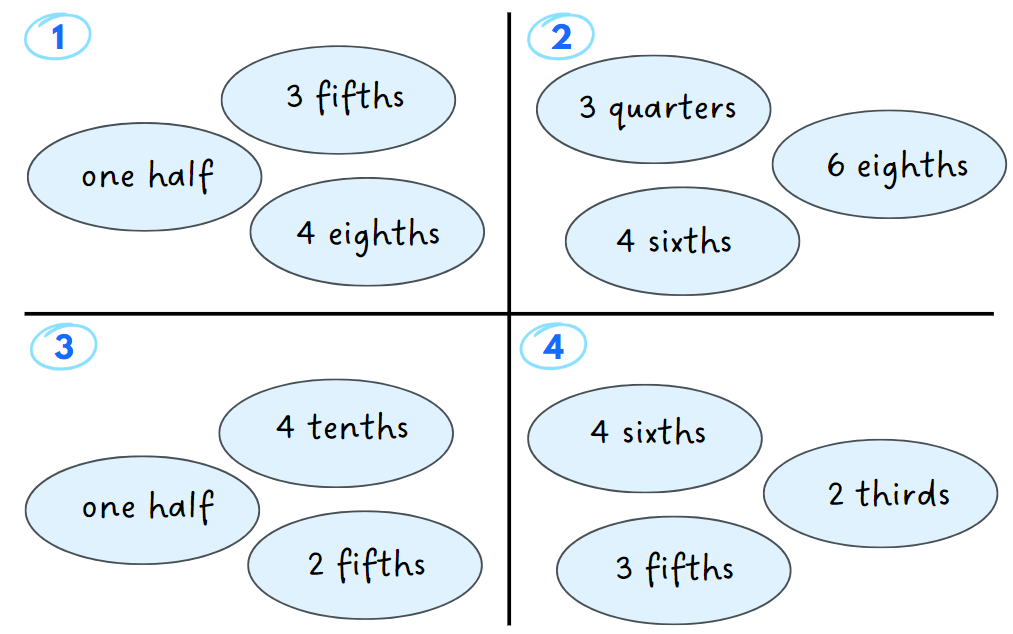 1
3 fifths
one half
4 eighths
2
3 quarters
6 eighths
4 sixths
3
4 tenths
one half
2 fifths
4
4 sixths
2 thirds
3 fifths